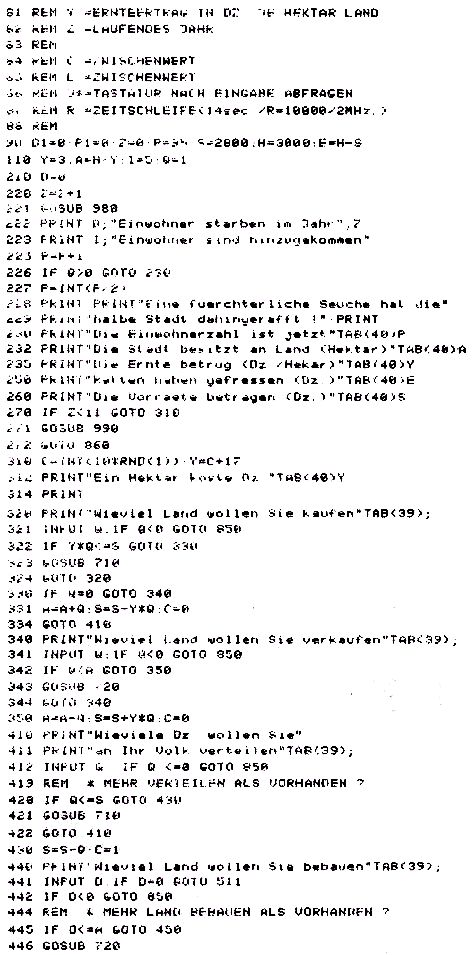 61 REM Y =ERNTEERTRAG IN DZ HEKTAR LAND
62 REM Z =LAUFENDES JAHR
63 REM
64 REM C =ZWISCHENWERT
65 REM L =ZWISCHENWERT
66 REM =TASTATUR NACH EINGABE ABFRAGEN
67 REM R =ZEITSCHLEIFE(14sec /R=10000/2MHz.)
88 REM
90 D1=0:P1=0:Z=0:P=95:S=2800:H=3000:E=H-S
110 Y=3:A=H/Y:I=5:Q=1
210 D=0
220 Z=Z+1
221 GOSUB 980
222 PRINT D;"Einwohner starben im Jahr",Z
223 PRINT I;"Einwohner sind hinzugekommen"
225 P=P+I
226 IF Q>0 GOTO 230
227 P=INT(P/2)
228 PRINT:PRINT"Eine fuerchterliche Seuche hat die"
229 PRINT"halbe Stadt dahingerafft !":PRINT
230 PRINT"Die Einwohnerzahl ist jetzt"TAB(40)P
232 PRINT"Die Stadt besitzt an Land (Hektar)"TAB(40)A
235 PRINT"Die Ernte betrug (Dz /Hekar)"TAB(40)Y
250 PRINT"Ratten haben gefressen (Dz.)"TAB(40)E
260 PRINT"Die Vorraete betragen (Dz.)"TAB(40)S
270 IF Z<11 GOTO 310
271 GOSUB 990
272 GOTO 860
310 C=INT(10*RND(1)):Y=C+17
312 PRINT"Ein Hektar koste Dz "TAB(40)Y
314 PRINT
320 PRINT"Wieviel Land wollen Sie kaufen"TAB(39);
321 INPUT Q:IF Q<0 GOTO 850
322 IF Y*Q<=S GOTO 330
323 GOSUB 710
324 GOTO 320
330 IF Q=0 GOTO 340
331 A=A+Q:S=S-Y*Q:C=0
334 GOTO 410
340 PRINT"Wieviel Land wollen Sie verkaufen"TAB(39);
341 INPUT Q:IF Q<0 GOTO 850
342 IF Q<A GOTO 350
343 GOSUB 720
344 GOTO 340
350 A=A-Q:S=S+Y*Q:C=0
410 PRINT"Wieviele Dz wollen Sie"
411 PRINT"an Ihr Volk verteilen"TAB(39);
412 INPUT Q IF Q <=0 GOTO 850
419 REM * MEHR VERTEILEN ALS VORHANDEN ?
420 IF Q<=S GOTO 430
421 GOSUB 710
422 GOTO 410
430 S=S-Q:C=1
440 PRINT"Wieviel Land wollen Sie bebauen"TAB(39);
441 INPUT D:IF D=0 GOTO 511
442 IF D<0 GOTO 850
444 REM * MEHR LAND BEBAUEN ALS VORHANDEN ?
445 IF D<=A GOTO 450
446 GOSUB 720